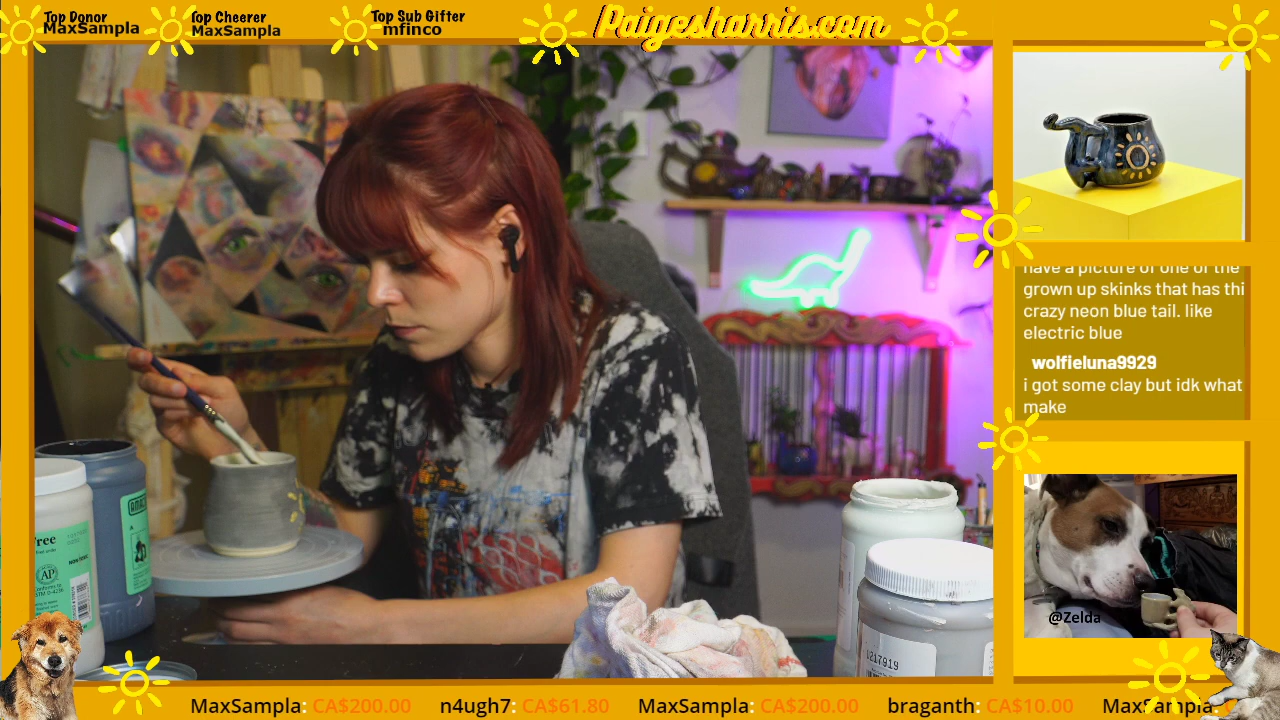 Top Donor
MaxSampla
Top Cheerer
MaxSampla
Top Sub Gifter
mfinco
Paigesharris.com
have a picture of one of the
grown up skinks that has thi
crazy neon blue tail. like
electric blue
wolfieluna9929
i got some clay but idk what
make
@Zelda
AP
0217919
MaxSampla: CA$200.00 n4ugh7: CA$61.80 MaxSampla: CA$200.00 braganth: CA$10.00 MaxSampla: